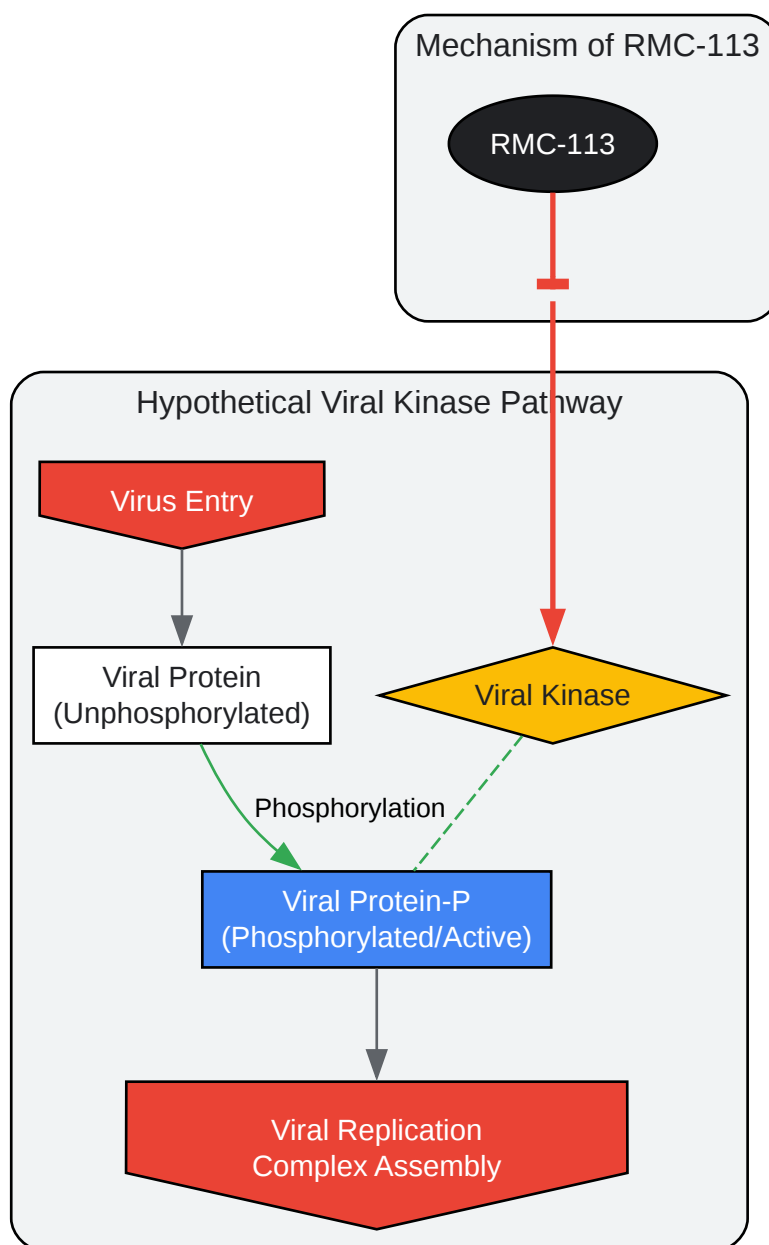 Mechanism of RMC-113
RMC-113
Hypothetical Viral Kinase Pathway
Virus Entry
Viral Protein
(Unphosphorylated)
Viral Kinase
Phosphorylation
Viral Protein-P
(Phosphorylated/Active)
Viral Replication
Complex Assembly